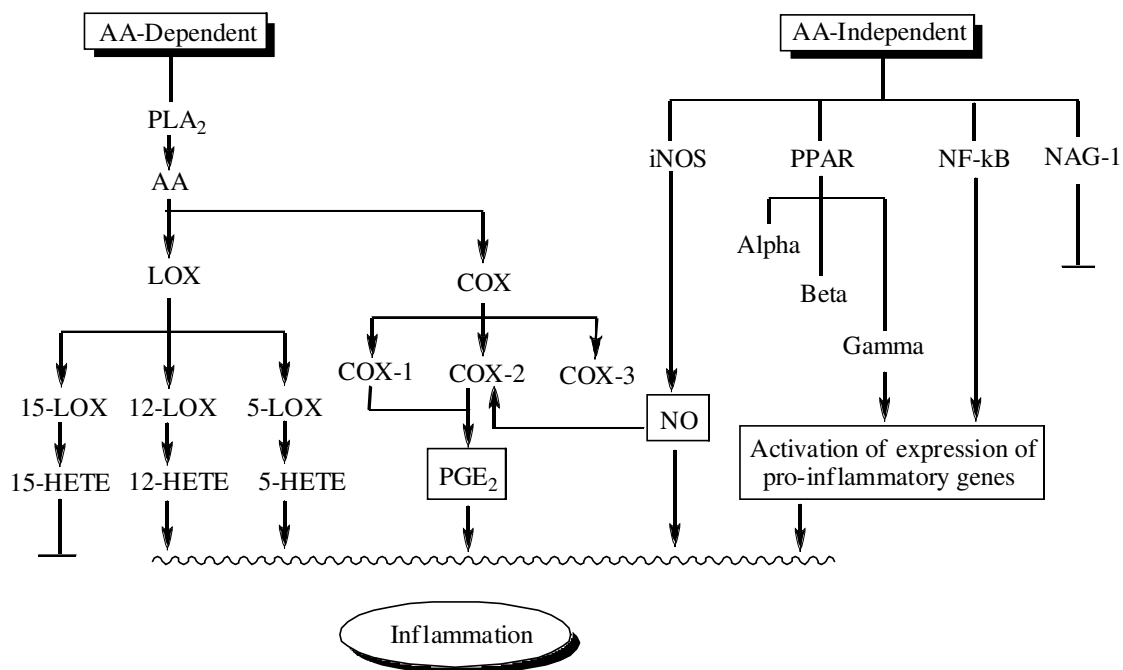 AA-Dependent
AA-Independent
PLA₂
AA
iNOS
PPAR
NF-kB
NAG-1
LOX
COX
Alpha
Beta
Gamma
COX-1
COX-2
COX-3
15-LOX
12-LOX
5-LOX
NO
Activation of expression of
pro-inflammatory genes
15-HETE
12-HETE
5-HETE
PGE₂
Inflammation